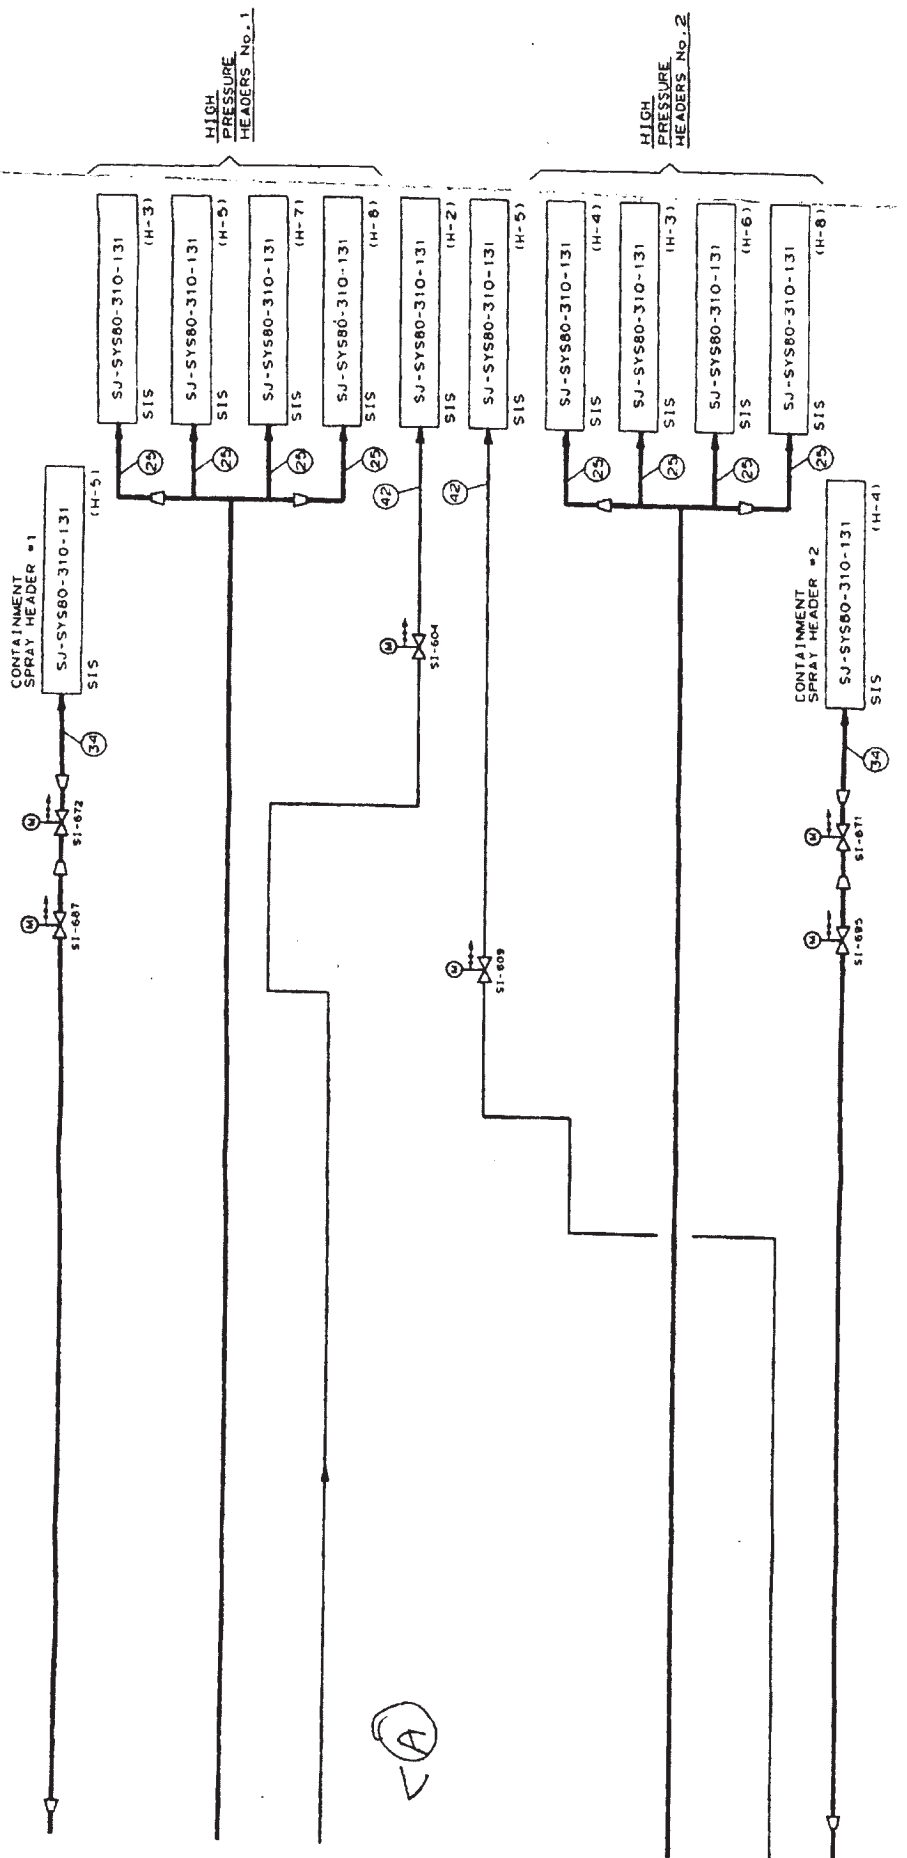 HIGH
PRESSURE
HEADERS No. 1
SJ-SYS80-310-131
SIS
(H-3)
25
SJ-SYS80-310-131
SIS
(H-5)
25
SJ-SYS80-310-131
SIS
(H-7)
25
SJ-SYS80-310-131
SIS
(H-8)
25
CONTAINMENT
SPRAY HEADER #1
SJ-SYS80-310-131
SIS
(H-5)
34
M
SI-672
M
SI-687
SJ-SYS80-310-131
SIS
(H-2)
42
M
SI-604
SJ-SYS80-310-131
SIS
(H-5)
42
M
SI-609
HIGH
PRESSURE
HEADERS No. 2
SJ-SYS80-310-131
SIS
(H-4)
25
SJ-SYS80-310-131
SIS
(H-3)
25
SJ-SYS80-310-131
SIS
(H-6)
25
SJ-SYS80-310-131
SIS
(H-8)
25
CONTAINMENT
SPRAY HEADER #2
SJ-SYS80-310-131
SIS
(H-4)
34
M
SI-671
M
SI-695
A